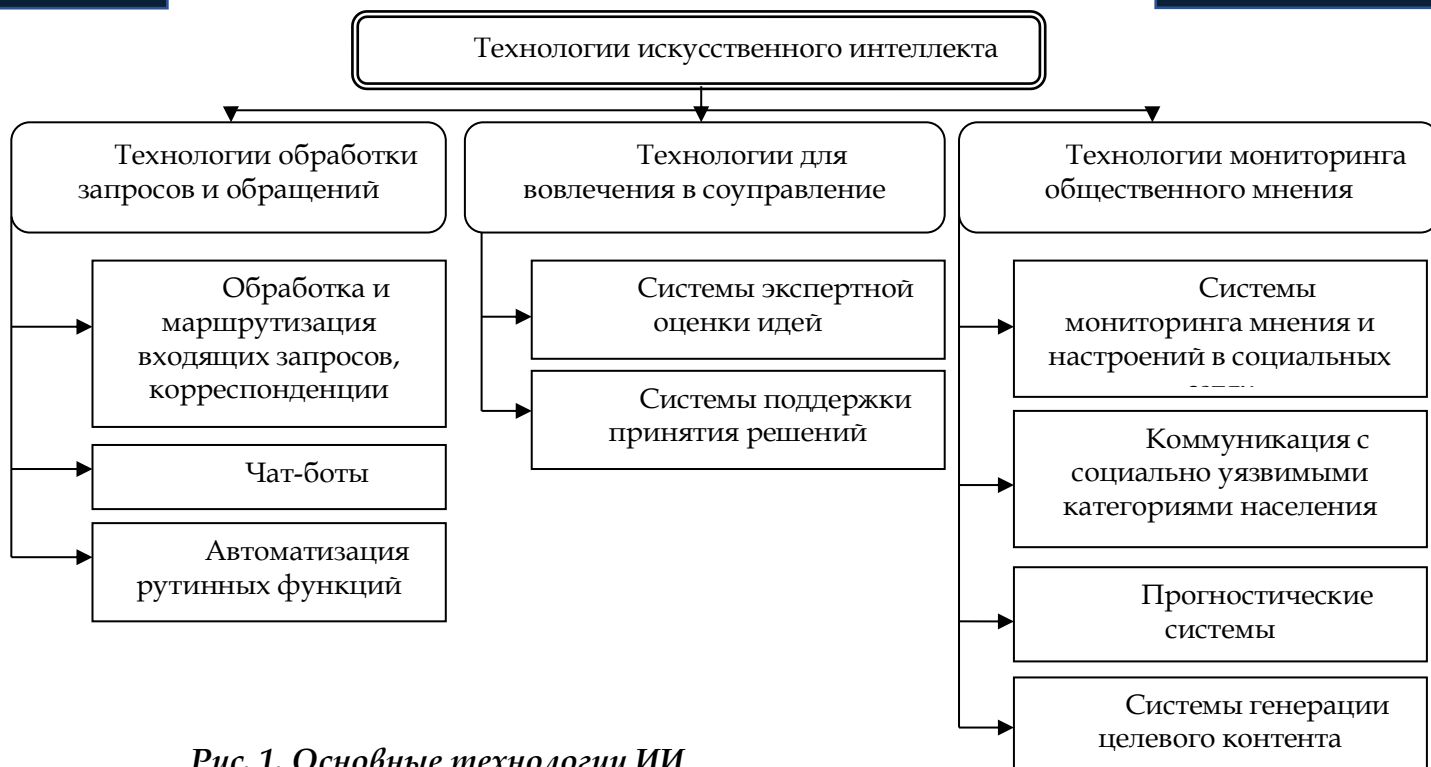 Технологии искусственного интеллекта
Технологии обработки
запросов и обращений
Технологии для
вовлечения в соуправление
Технологии мониторинга
общественного мнения
Обработка и
маршрутизация
входящих запросов,
корреспонденции
Чат-боты
Автоматизация
рутинных функций
Системы экспертной
оценки идей
Системы поддержки
принятия решений
Системы
мониторинга мнения и
настроений в социальных
Коммуникация с
социально уязвимыми
категориями населения
Прогностические
системы
Системы генерации
целевого контента
Рис. 1. Основные технологии ИИ